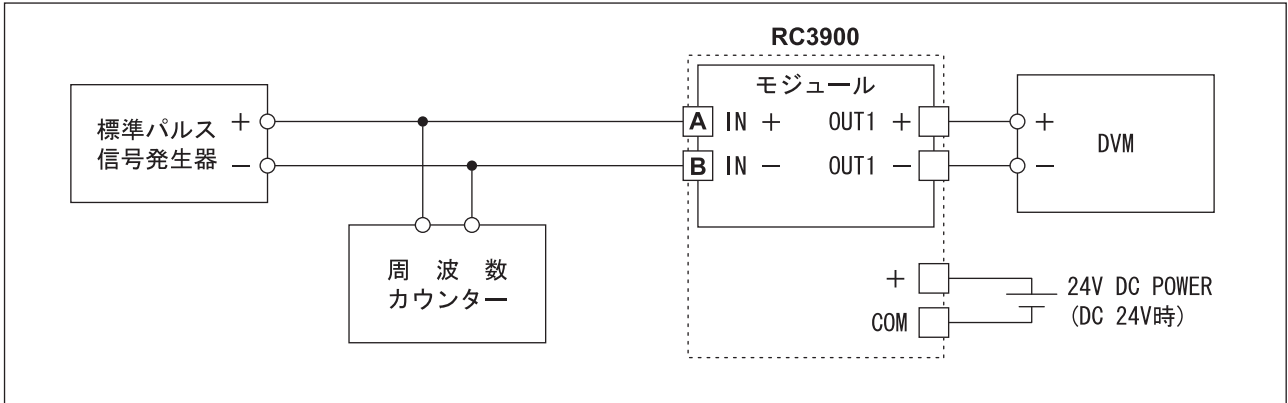 RC3900
モジュール
標準パルス
信号発生器
+
−
A IN + OUT1 +
B IN − OUT1 −
+
−
DVM
周 波 数
カウンター
+
COM
24V DC POWER
(DC 24V時)